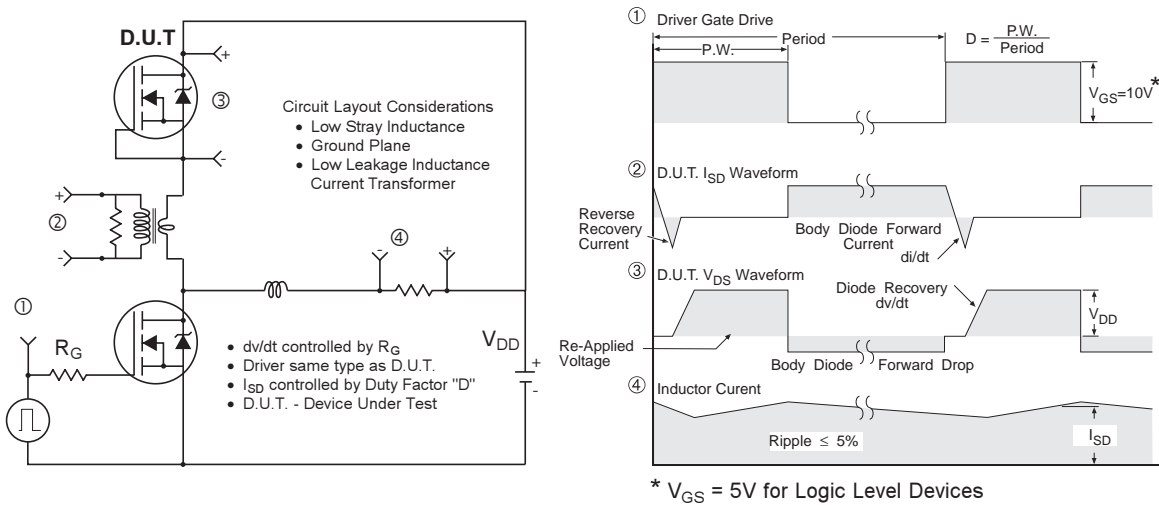 D.U.T
+
③
-
Circuit Layout Considerations
• Low Stray Inductance
• Ground Plane
• Low Leakage Inductance
Current Transformer
+
②
-
④
- +
①
R_G
• dv/dt controlled by R_G
• Driver same type as D.U.T.
• I_SD controlled by Duty Factor "D"
• D.U.T. - Device Under Test
V_DD
+
-
① Driver Gate Drive
P.W.
Period
D = P.W. / Period
V_GS=10V *
② D.U.T. I_SD Waveform
Reverse
Recovery
Current
Body Diode Forward
Current
di/dt
③ D.U.T. V_DS Waveform
Diode Recovery
dv/dt
V_DD
Re-Applied
Voltage
Body Diode Forward Drop
④ Inductor Curent
Ripple ≤ 5%
I_SD
* V_GS = 5V for Logic Level Devices